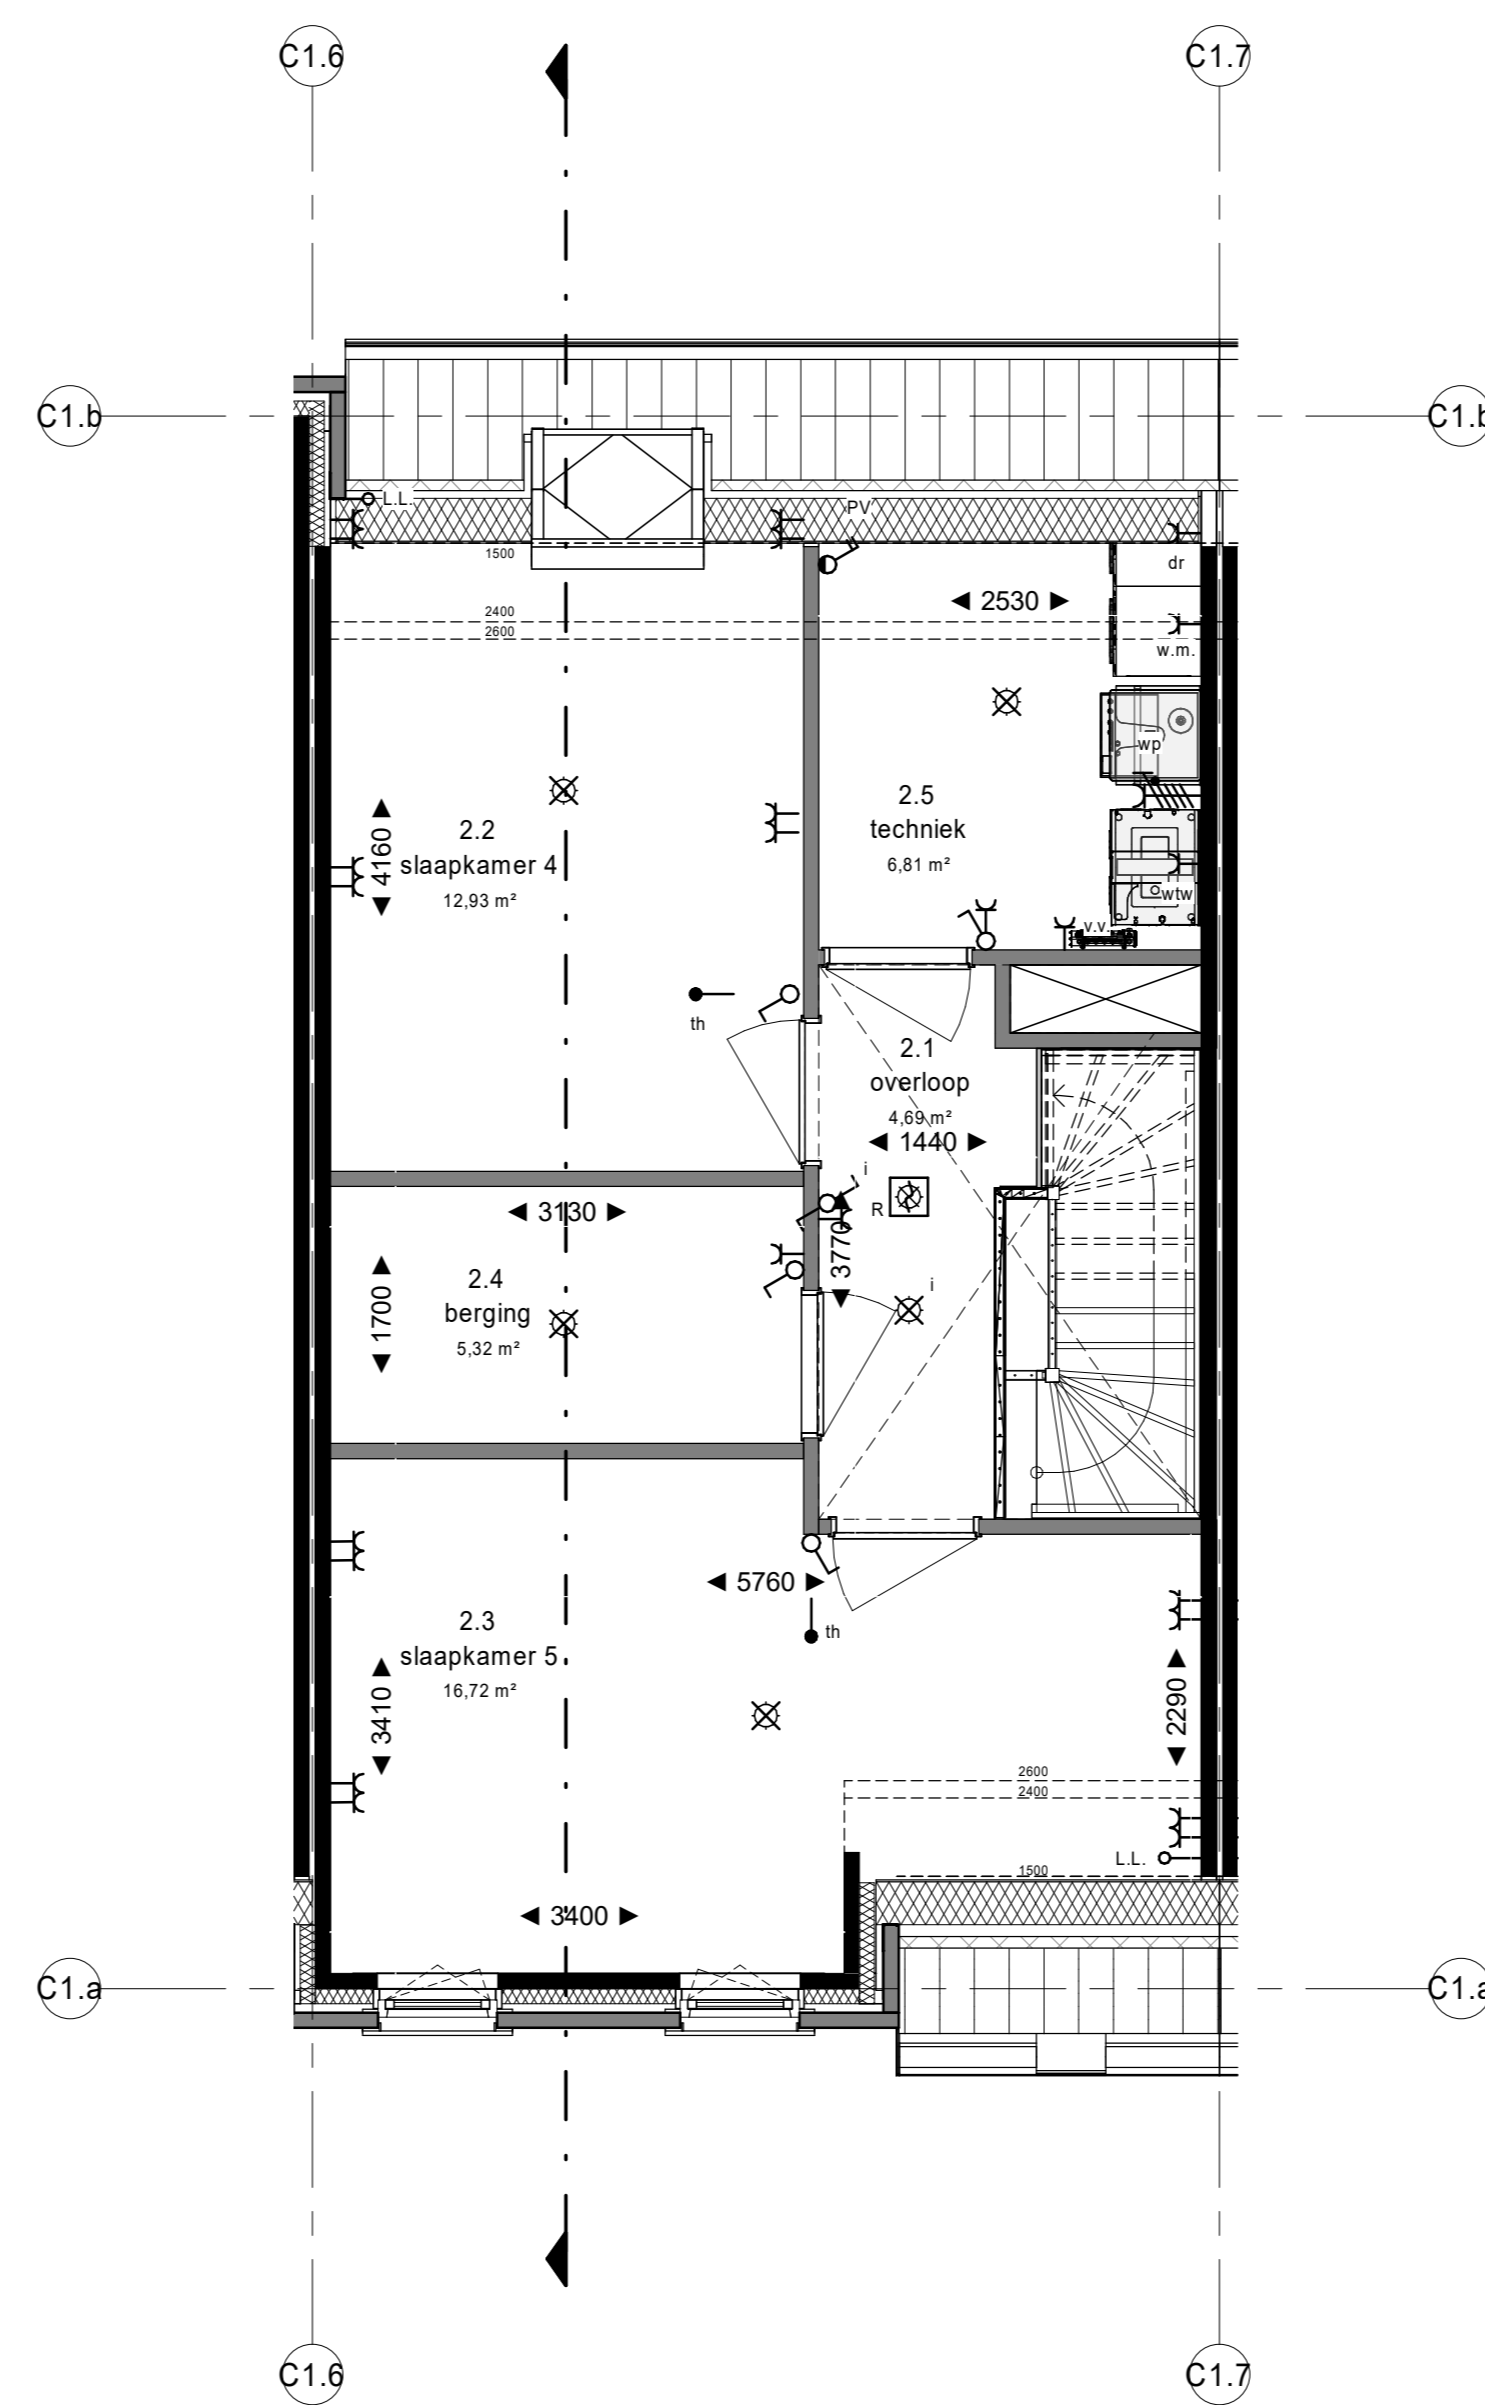 C1.6
C1.7
C1.b
C1.b
L.L.
PV
1500
dr
2530
2400
2600
w.m.
wp
2.5
techniek
6,81 m²
4160
2.2
slaapkamer 4
12,93 m²
wtw
v.v.
th
2.1
overloop
4,69 m²
1440
i
R
3130
3770
2.4
berging
5,32 m²
1700
i
5760
th
2.3
slaapkamer 5
16,72 m²
3410
2290
2600
2400
L.L.
1500
3400
C1.a
C1.a
C1.6
C1.7